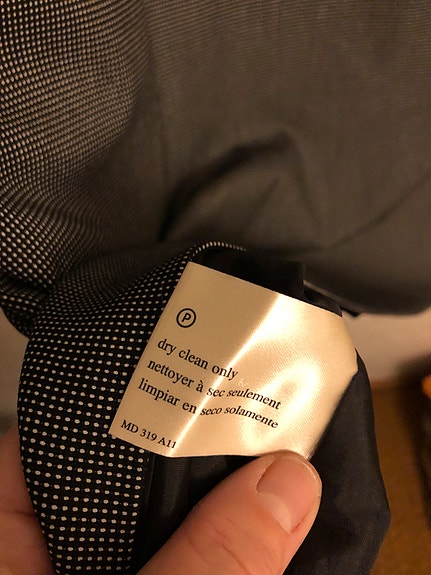 P
dry clean only
nettoyer à sec seulement
limpiar en seco solamente
MD 319 A11